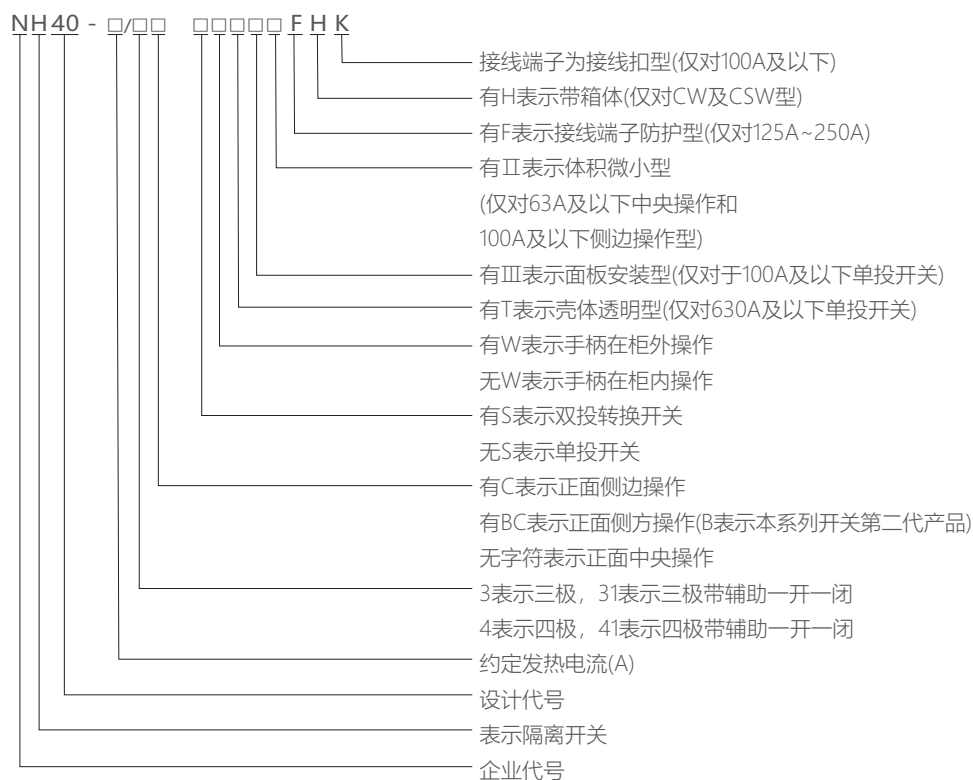 NH40 - □/□□ □□□□□ F H K
接线端子为接线扣型(仅对100A及以下)
有H表示带箱体(仅对CW及CSW型)
有F表示接线端子防护型(仅对125A~250A)
有Ⅱ表示体积微小型
(仅对63A及以下中央操作和
100A及以下侧边操作型)
有Ⅲ表示面板安装型(仅对于100A及以下单投开关)
有T表示壳体透明型(仅对630A及以下单投开关)
有W表示手柄在柜外操作
无W表示手柄在柜内操作
有S表示双投转换开关
无S表示单投开关
有C表示正面侧边操作
有BC表示正面侧方操作(B表示本系列开关第二代产品)
无字符表示正面中央操作
3表示三极，31表示三极带辅助一开一闭
4表示四极，41表示四极带辅助一开一闭
约定发热电流(A)
设计代号
表示隔离开关
企业代号